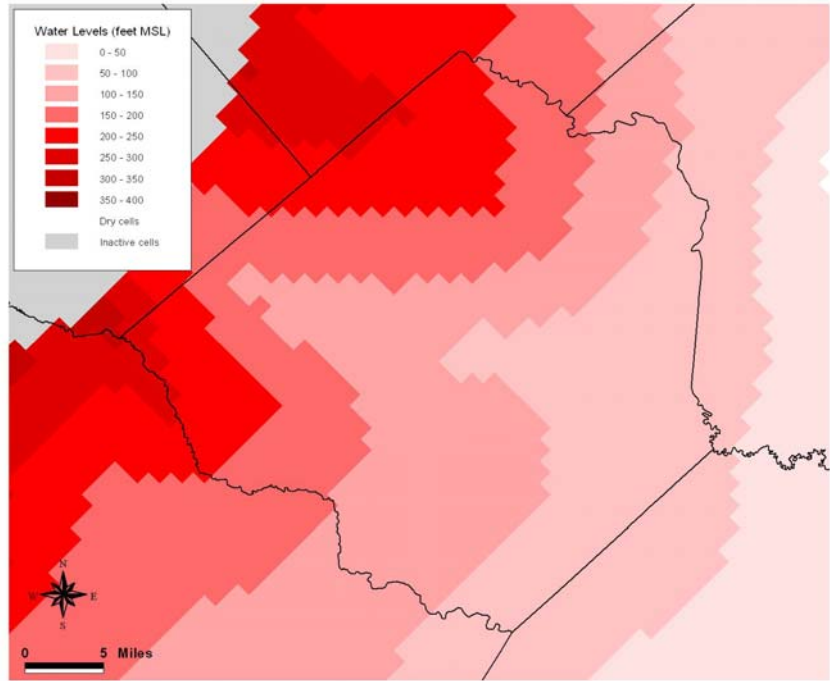 Water Levels (feet MSL)
0 - 50
50 - 100
100 - 150
150 - 200
200 - 250
250 - 300
300 - 350
350 - 400
Dry cells
Inactive cells
N
W E
S
0 5 Miles